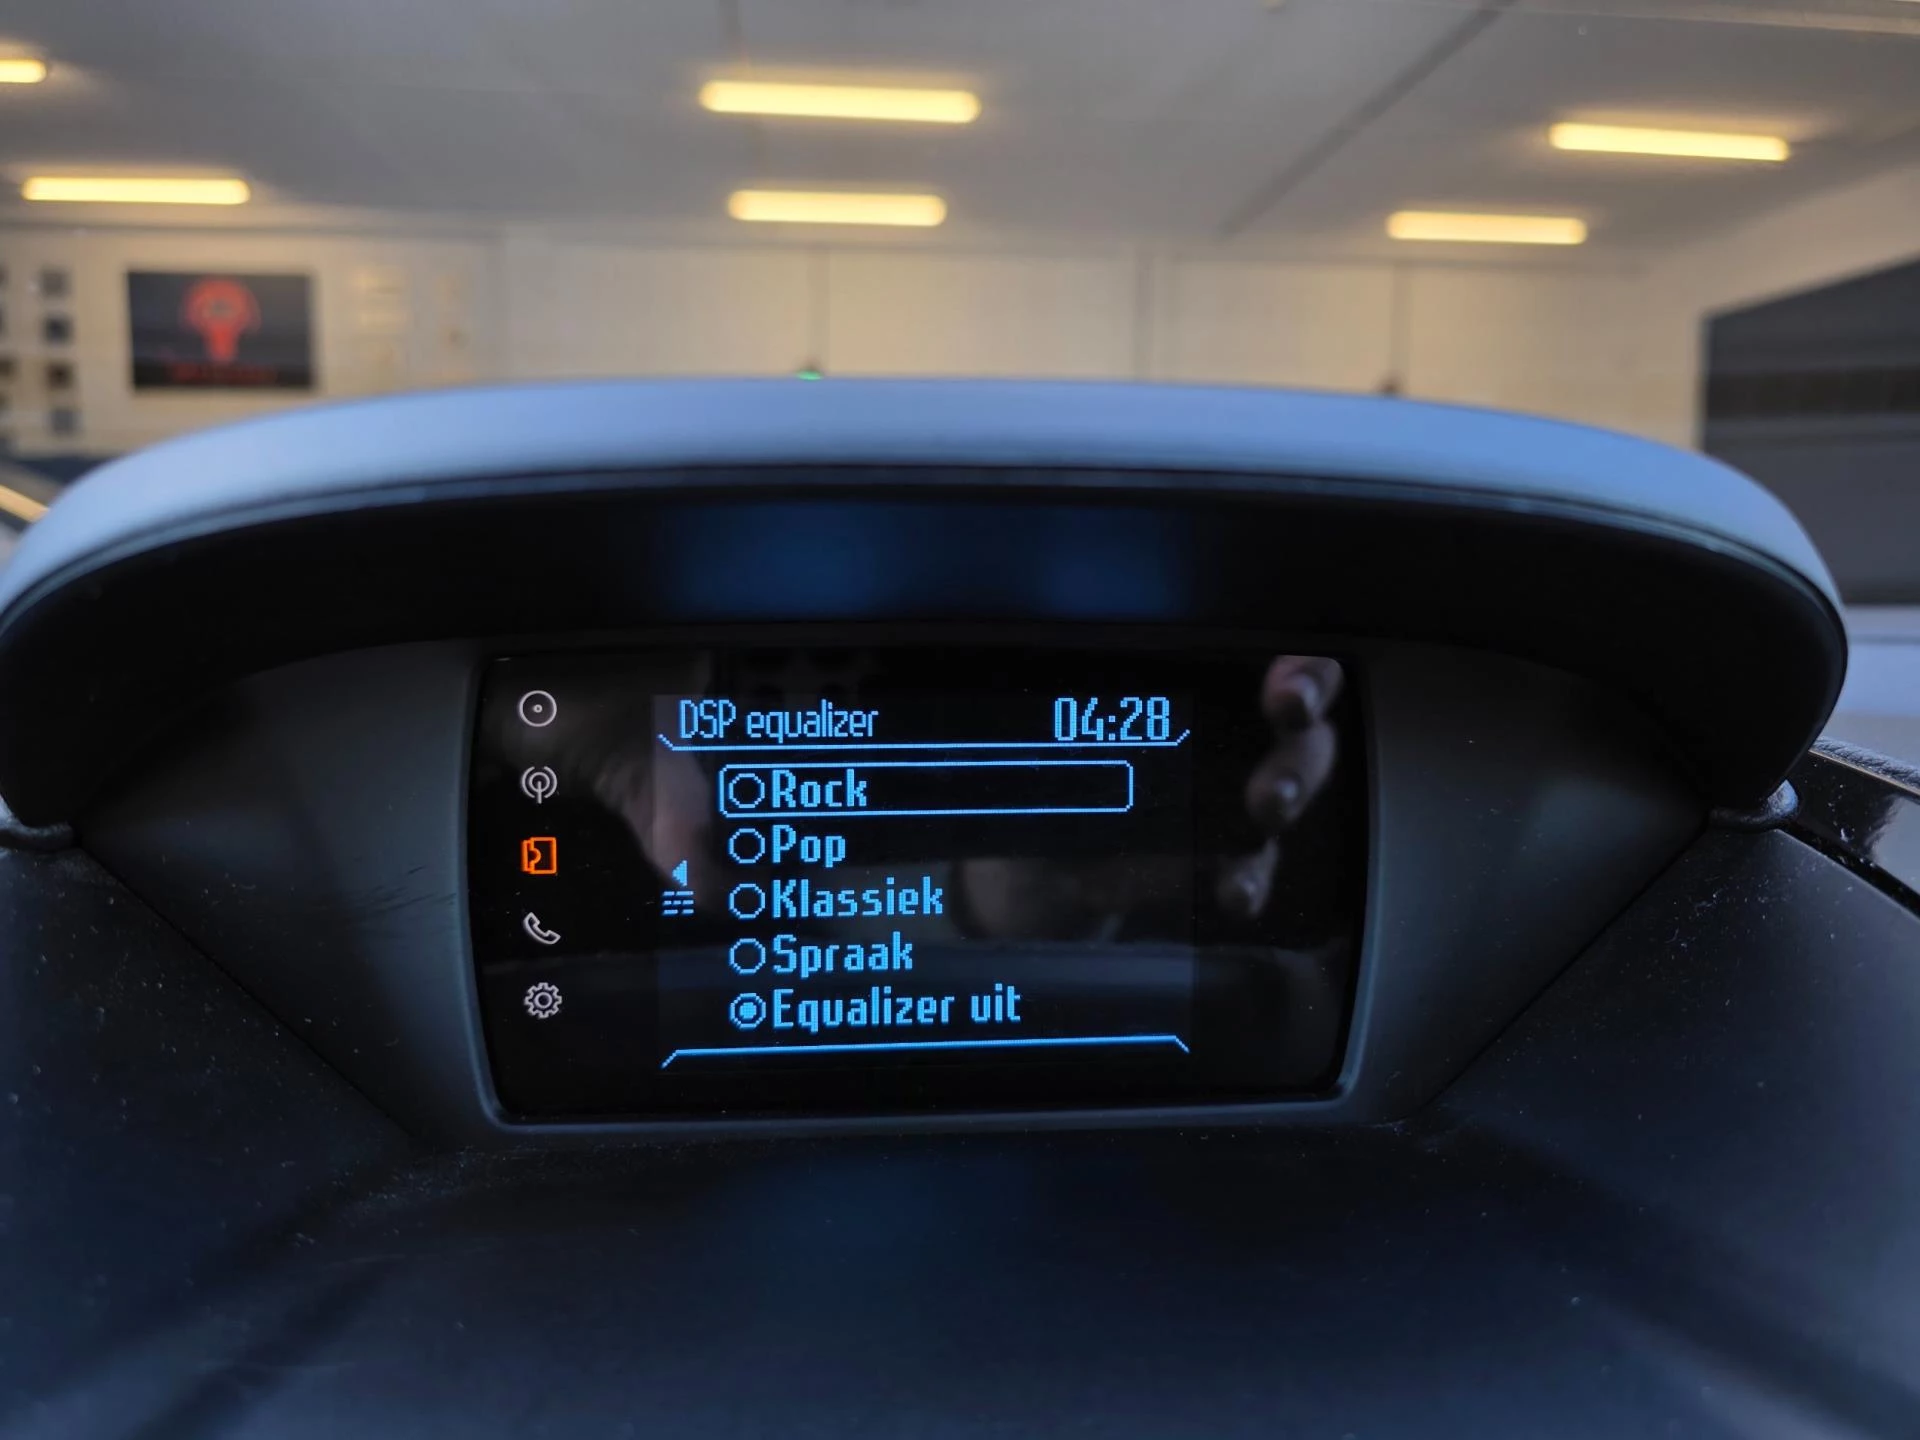 DSP equalizer 04:28
Rock
Pop
Klassiek
Spraak
Equalizer uit